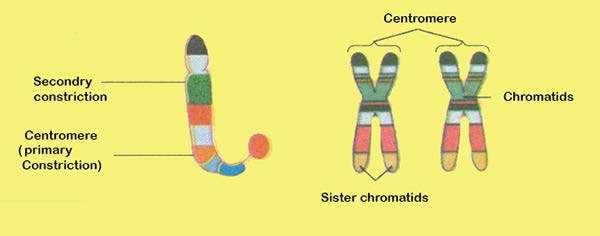 Centromere
Secondry
constriction
Chromatids
Centromere
(primary
Constriction)
Sister chromatids